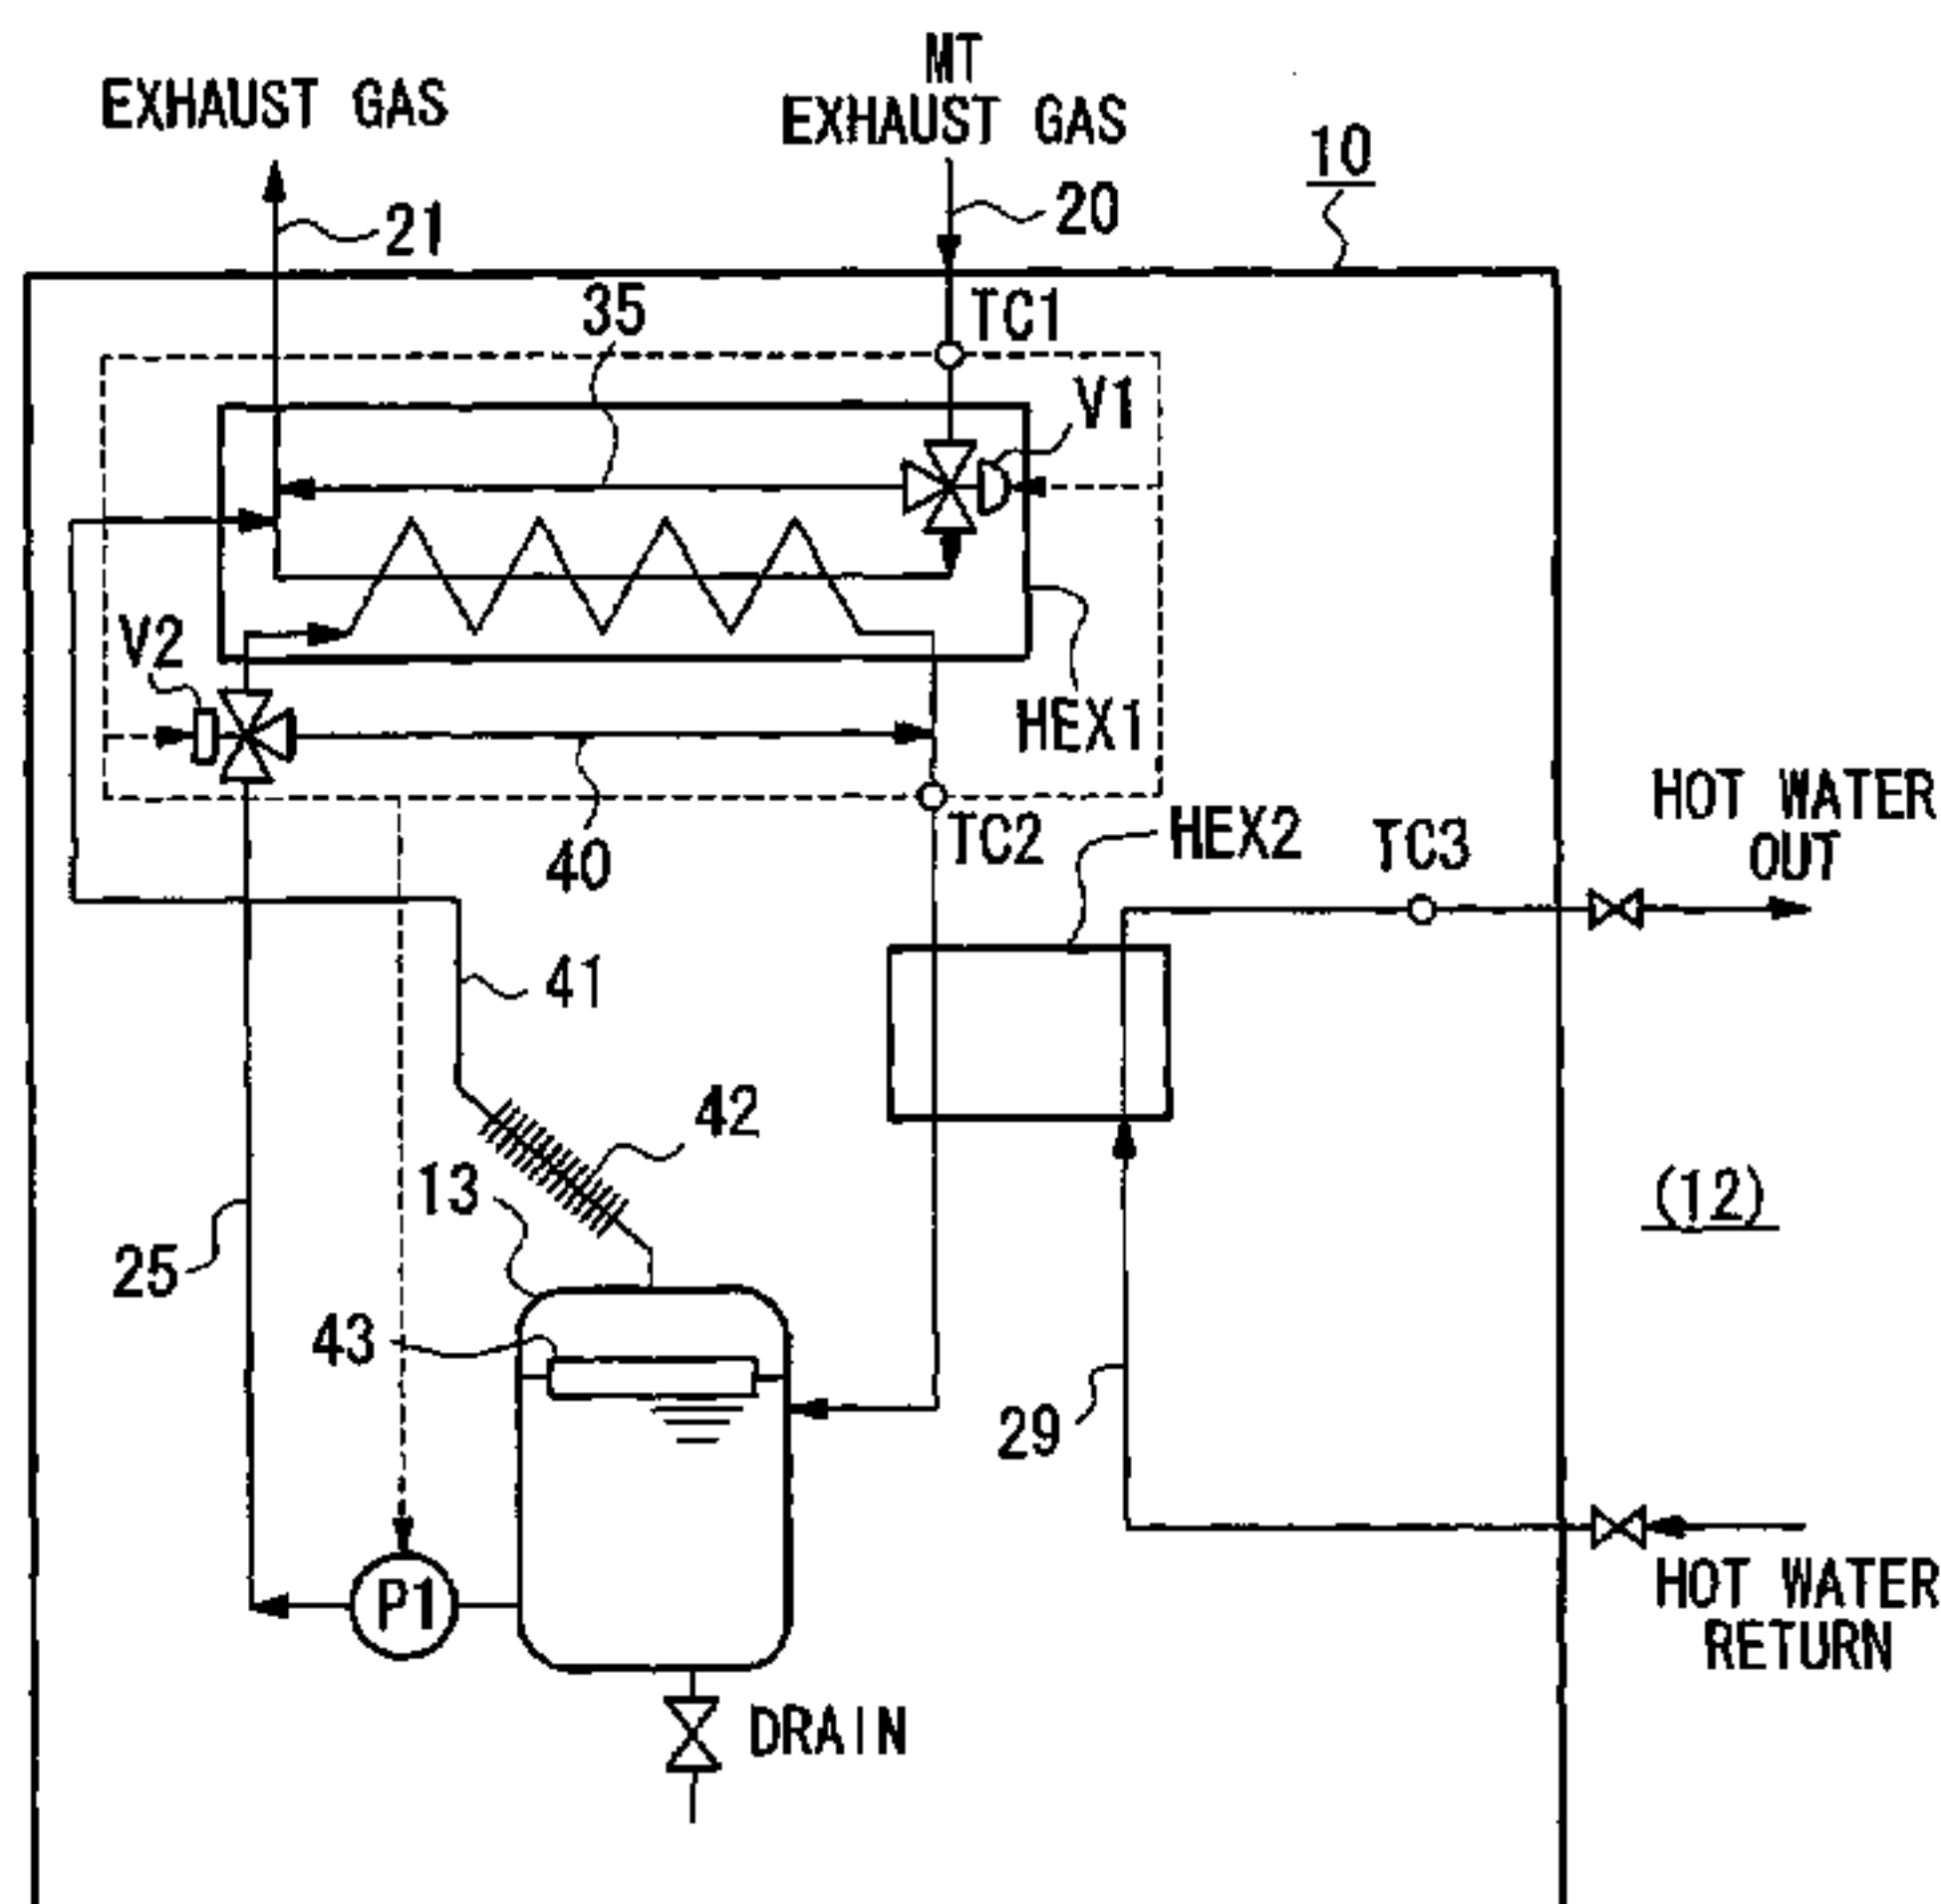 MT
EXHAUST GAS
EXHAUST GAS
10
20
21
35
TC1
V1
V2
HEX1
HOT WATER
OUT
TC2
HEX2
TC3
40
41
42
13
(12)
25
43
29
P1
HOT WATER
RETURN
DRAIN